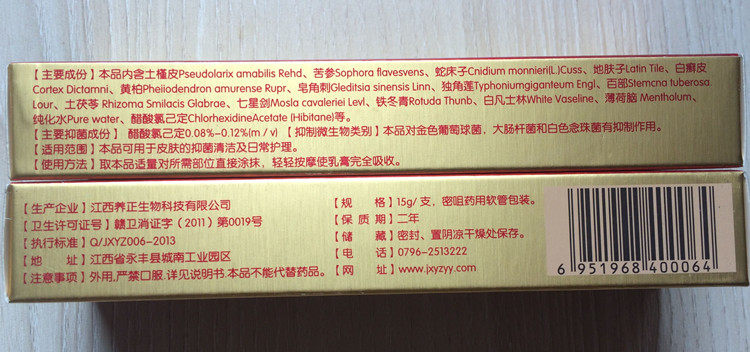 【主要成份】本品内含土槿皮Pseudolarix amabilis Rehd、苦参Sophora flavesvens、蛇床子Cnidium monnieri(L.)Cuss、地肤子Latin Tile、白癣皮
Cortex Dictamni、黄柏Pheiiodendron amurense Rupr、皂角刺Gleditsia sinensis Linn、独角莲Typhoniumgiganteum Engl、百部Stemcna tuberosa
Lour、土茯苓 Rhizoma Smilacis Glabrae、七星剑Mosla cavaleriei Levl、铁冬青Rotuda Thunb、白凡士林White Vaseline、薄荷脑 Mentholum、
纯化水Pure water、醋酸氯己定ChlorhexidineAcetate (Hibitane)等。
【主要抑菌成份】 醋酸氯己定0.08%-0.12%(m / v) 【抑制微生物类别】本品对金色葡萄球菌，大肠杆菌和白色念珠菌有抑制作用。
【适用范围】本品可用于皮肤的抑菌清洁及日常护理。
【使用方法】取本品适量对所需部位直接涂抹，轻轻按摩使乳膏完全吸收。
【生产企业】江西养正生物科技有限公司
【卫生许可证号】赣卫消证字（2011）第0019号
【执行标准】Q/JXYZ006-2013
【地 址】江西省永丰县城南工业园区
【注意事项】外用,严禁口服.详见说明书.本品不能代替药品。
【规 格】15g/ 支，密咀药用软管包装。
【保 质 期】二年
【储 藏】密封、置阴凉干燥处保存。
【电 话】0796-2513222
【网 址】www.jxyzyy.com
6 951968 400064